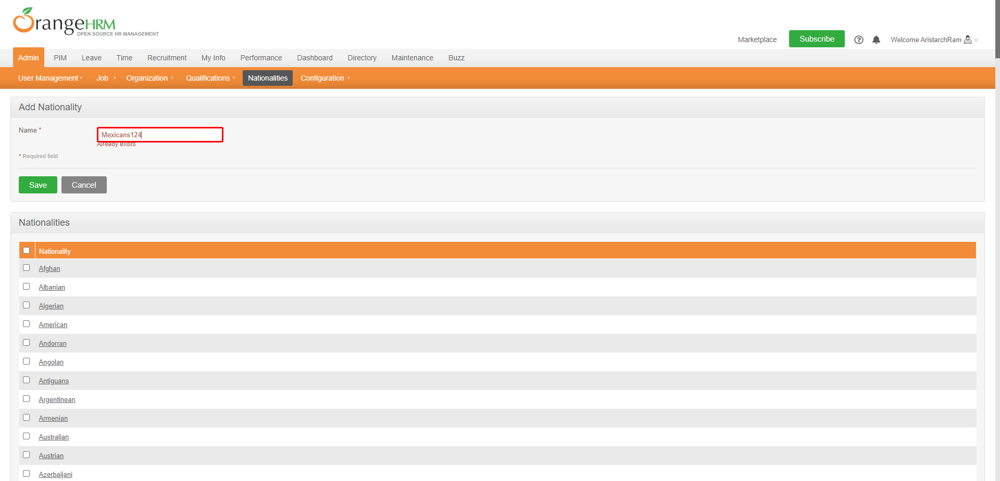 OrangeHRM
OPEN SOURCE HR MANAGEMENT
Marketplace Subscribe Welcome AristarchRam
Admin PIM Leave Time Recruitment My Info Performance Dashboard Directory Maintenance Buzz
User Management Job Organization Qualifications Nationalities Configuration
Add Nationality
Name * Mexicans124
Already exists
* Required field
Save Cancel
Nationalities
Nationality
Afghan
Albanian
Algerian
American
Andorran
Angolan
Antiguans
Argentinean
Armenian
Australian
Austrian
Azerbaijani